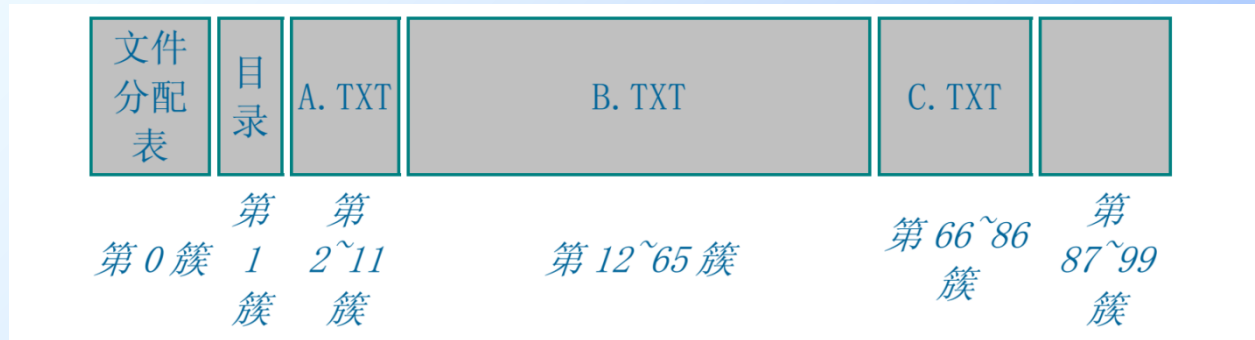 文件
分配
表
目
录
A.TXT
B.TXT
C.TXT
第0簇
第
1
簇
第
2~11
簇
第12~65簇
第66~86
簇
第
87~99
簇